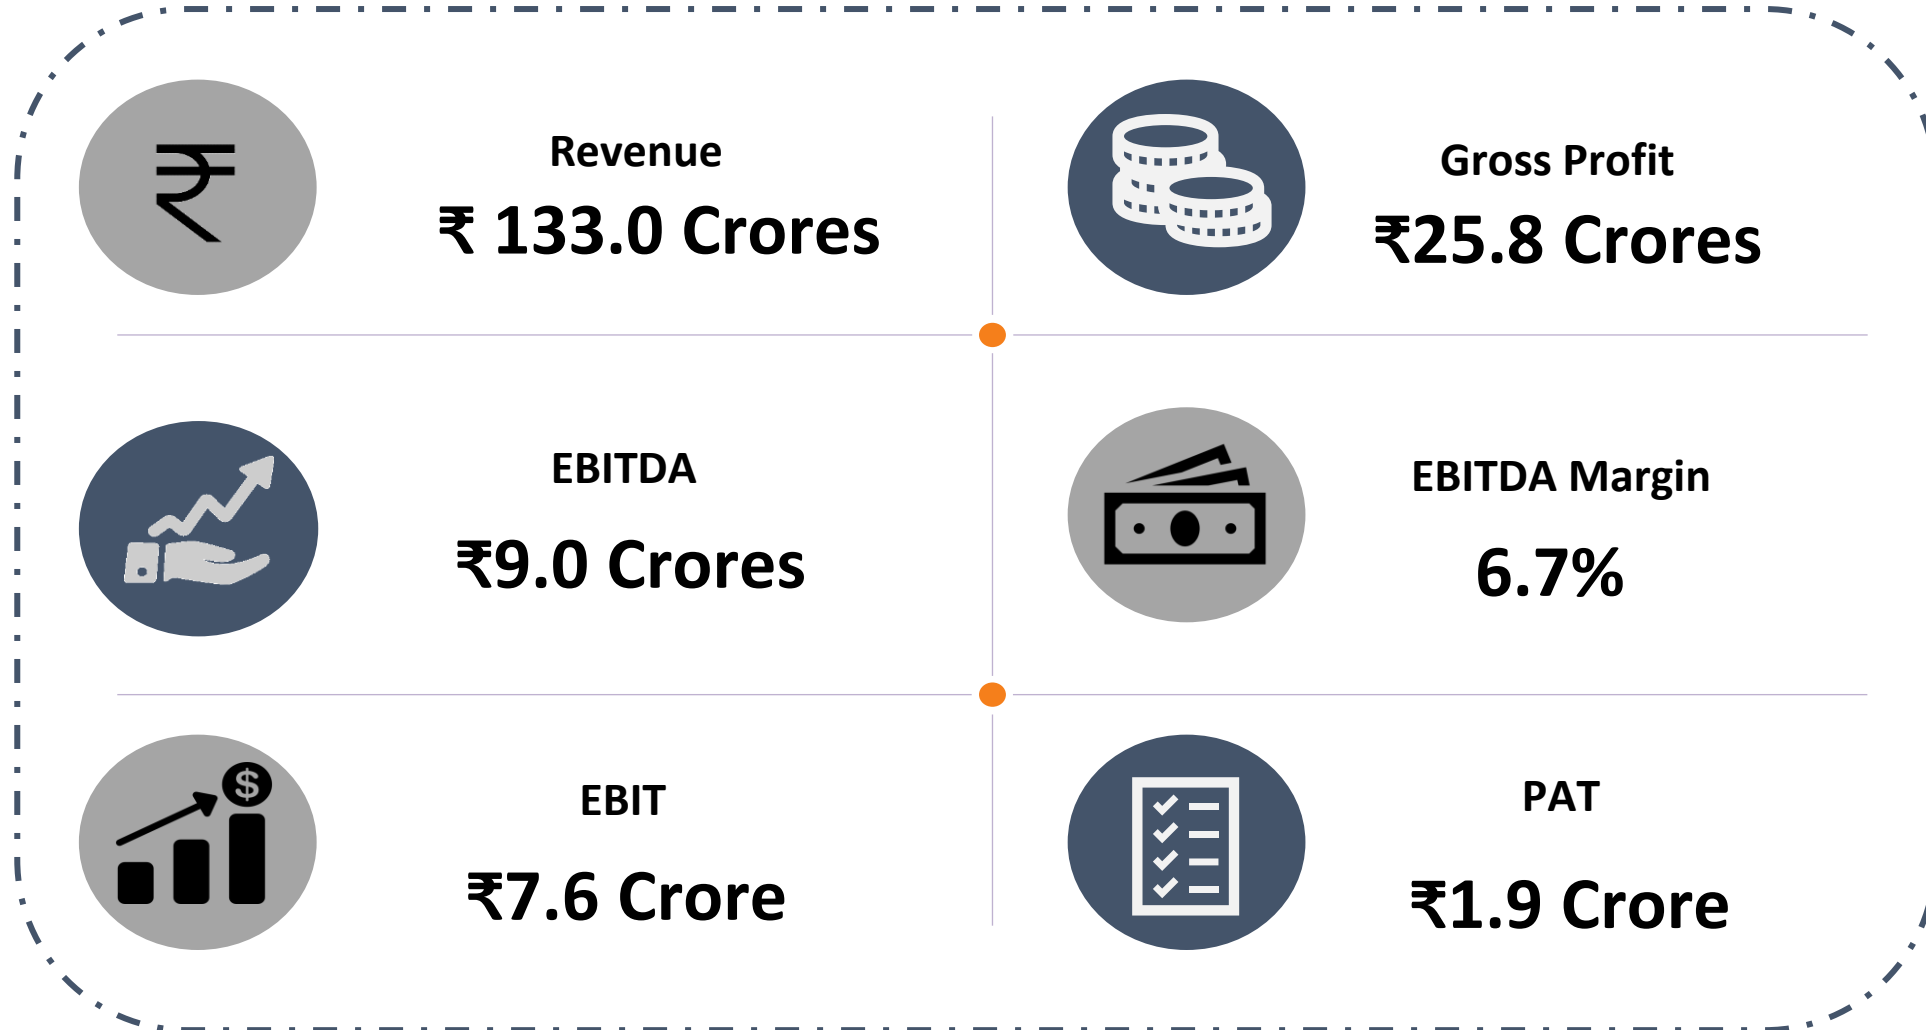 Revenue
₹ 133.0 Crores
Gross Profit
₹25.8 Crores
EBITDA
₹9.0 Crores
EBITDA Margin
6.7%
EBIT
₹7.6 Crore
PAT
₹1.9 Crore